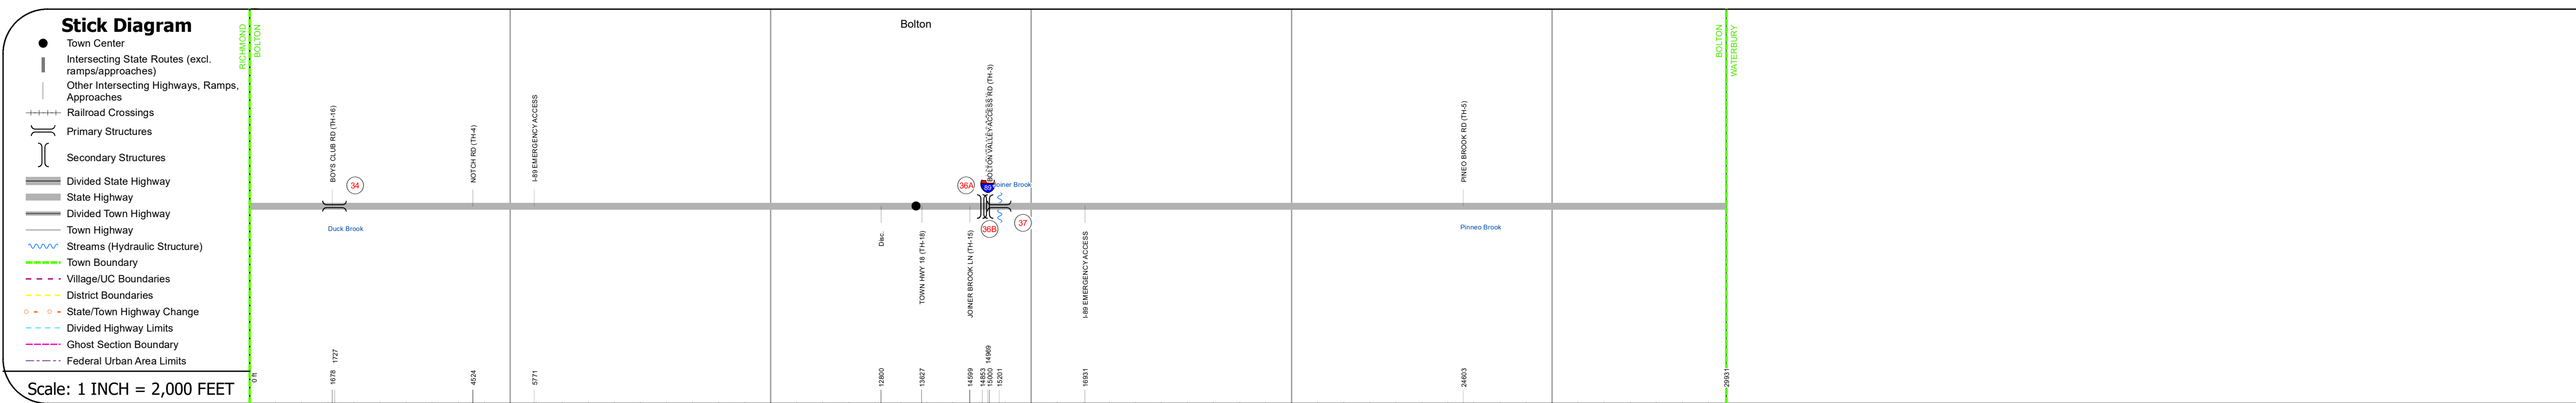 Stick Diagram
Town Center
Intersecting State Routes (excl.
ramps/approaches)
Other Intersecting Highways, Ramps,
Approaches
Railroad Crossings
Primary Structures
Secondary Structures
Divided State Highway
State Highway
Divided Town Highway
Town Highway
Streams (Hydraulic Structure)
Town Boundary
Village/UC Boundaries
District Boundaries
State/Town Highway Change
Divided Highway Limits
Ghost Section Boundary
Federal Urban Area Limits
Scale: 1 INCH = 2,000 FEET
RICHMOND
BOLTON
Bolton
BOLTON
WATERBURY
BOYS CLUB RD (TH-16)
34
Duck Brook
NOTCH RD (TH-4)
I-89 EMERGENCY ACCESS
Disc.
TOWN HWY 18 (TH-18)
JOINER BROOK LN (TH-15)
36A
89
BOLTON VALLEY ACCESS RD (TH-3)
Joiner Brook
36B
37
I-89 EMERGENCY ACCESS
PINEO BROOK RD (TH-5)
Pinneo Brook
0 ft
1678
1727
4524
5771
12800
13627
14599
14853
14969
15000
15201
16931
24603
29931